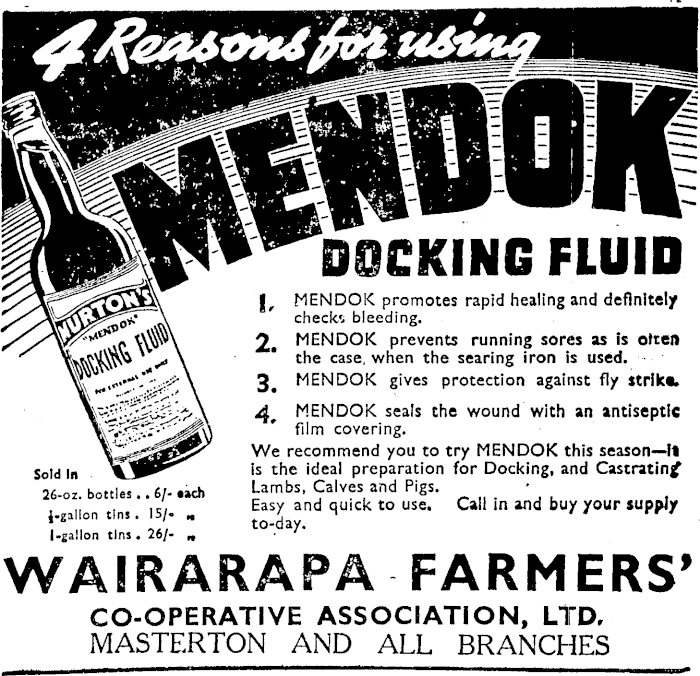 4 Reasons for using
MENDOK
DOCKING FLUID
MURTON'S
"MENDOK"
DOCKING FLUID
FOR EXTERNAL USE ONLY
1. MENDOK promotes rapid healing and definitely
checks bleeding.
2. MENDOK prevents running sores as is often
the case, when the searing iron is used.
3. MENDOK gives protection against fly strike.
4. MENDOK seals the wound with an antiseptic
film covering.
We recommend you to try MENDOK this season—it
is the ideal preparation for Docking, and Castrating
Lambs, Calves and Pigs.
Easy and quick to use. Call in and buy your supply
to-day.
Sold in
26-oz. bottles . . 6/- each
½-gallon tins . 15/- "
1-gallon tins . 26/- "
WAIRARAPA FARMERS'
CO-OPERATIVE ASSOCIATION, LTD.
MASTERTON AND ALL BRANCHES